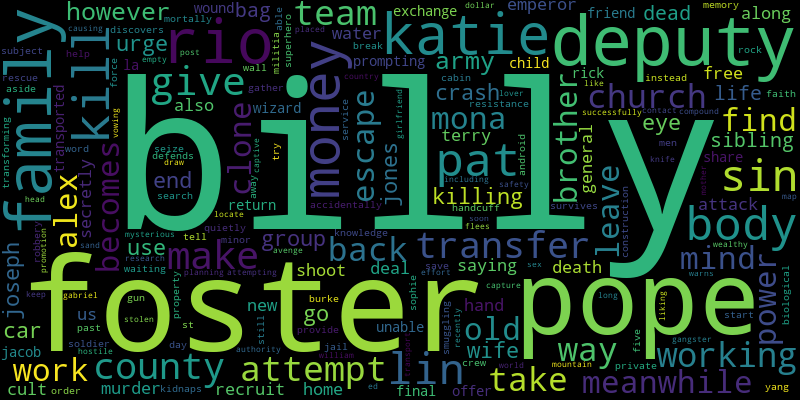 however
rio
team
wound
bag
exchange
emperor
dollar
memory
friend
dead
along
subject
discovers
mortally
able
superhero
militia
causing
post
help
placed
katie
deputy
water
break
prompting
urge
la
force
empty
wall
gather
like
country
family
kill
give
money
army
child
rick
instead
free
rock
faith
rescue
aside
also
wizard
crash
cabin
resistance
lover
church
life
transforming
transported
word
clone
escape
service
girlfriend
mona
brother
general
eye
successfully
contact
compound
find
vowing
seize
defends
draw
try
captive
android
terry
pat
share
men
sibling
billy
alex
secretly
becomes
end
search
away
jones
killing
including
safety
attack
knife
mother
sin
head
return
handcuff
survives
map
robbery
mysterious
locate
accidentally
soon
flees
leave
construction
body
joseph
sand
tell
quietly
knowledge
use
minor
group
back
transfer
mind
power
biological
promotion
research
make
avenge
saying
death
wealthy
warns
foster
pope
waiting
planning
attempting
shoot
deal
save
effort
sex
long
keep
gabriel
gun
property
new
burke
sophie
capture
hand
way
liking
start
car
us
stolen
st
still
go
provide
unable
smuggling
recently
old
five
gangster
past
day
jail
wife
private
jacob
soldier
authority
william
transport
lin
crew
world
mountain
working
work
hostile
county
attempt
take
meanwhile
cult
order
murder
kidnaps
recruit
home
final
ed
offer
yang